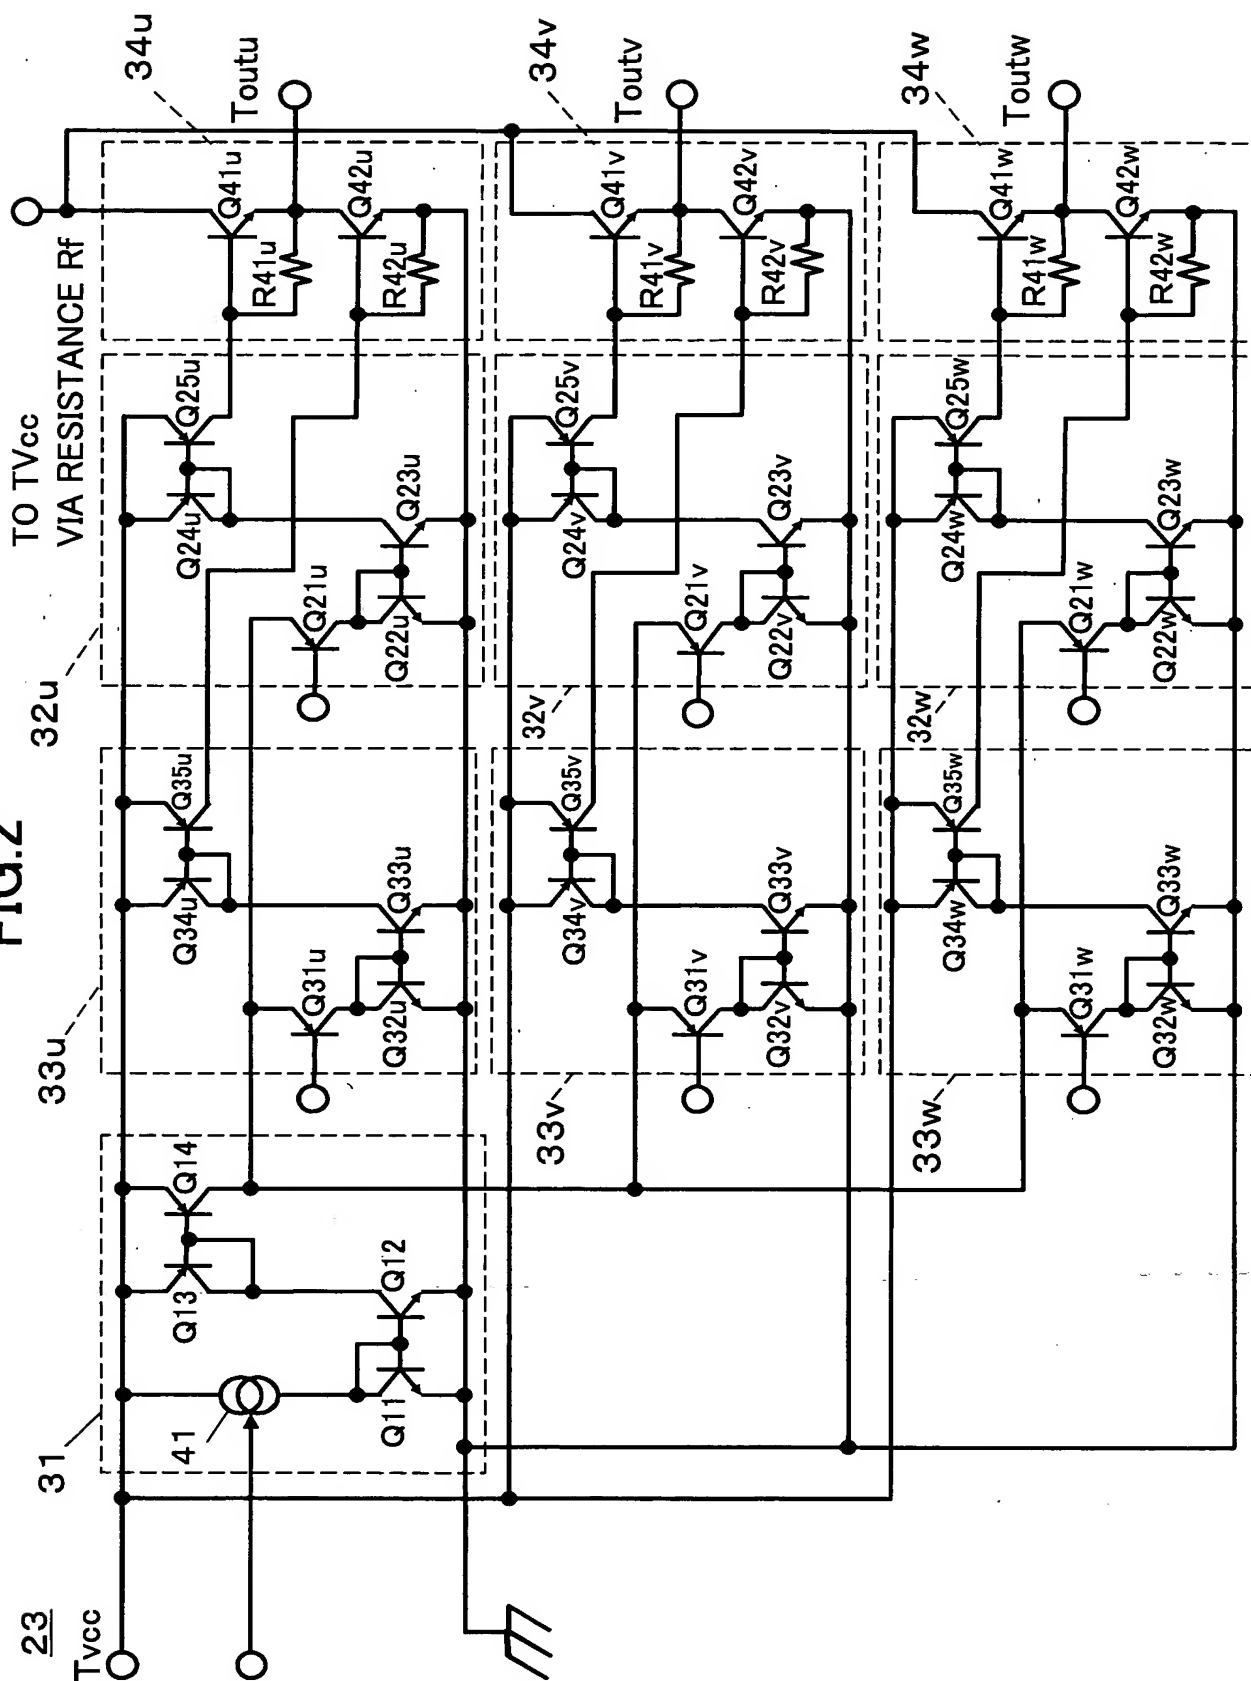 FIG.2
23
Tvcc
31
41
Q11
Q12
Q13
Q14
33u
Q31u
Q32u
Q33u
Q34u
Q35u
32u
Q21u
Q22u
Q23u
Q24u
Q25u
TO TVcc
VIA RESISTANCE Rf
34u
Q41u
R41u
Q42u
R42u
Toutu
33v
Q31v
Q32v
Q33v
Q34v
Q35v
32v
Q21v
Q22v
Q23v
Q24v
Q25v
34v
Q41v
R41v
Q42v
R42v
Toutv
33w
Q31w
Q32w
Q33w
Q34w
Q35w
32w
Q21w
Q22w
Q23w
Q24w
Q25w
34w
Q41w
R41w
Q42w
R42w
Toutw